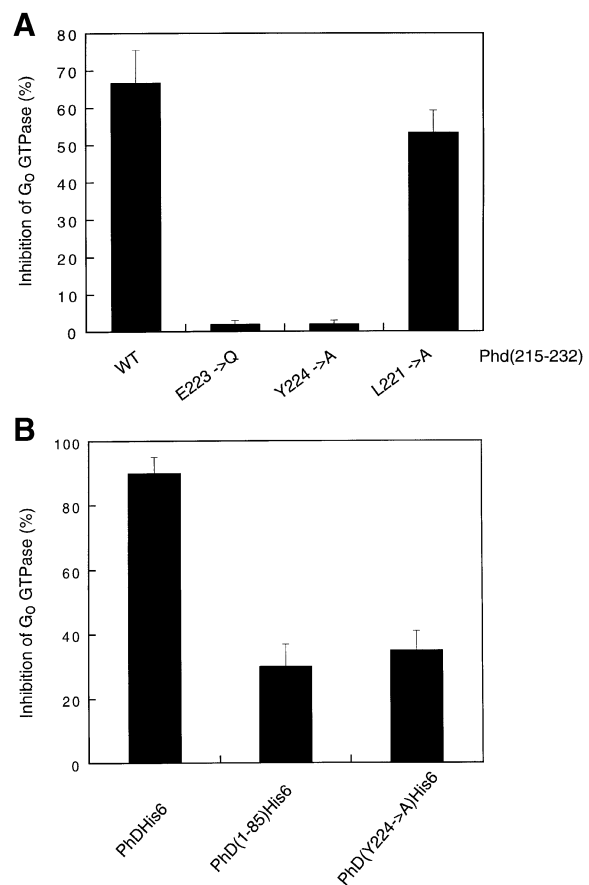 A
Inhibition of GO GTPase (%)
80
70
60
50
40
30
20
10
0
WT
E223 ->Q
Y224 ->A
L221 ->A
Phd(215-232)
B
Inhibition of GO GTPase (%)
100
80
60
40
20
0
PhDHis6
PhD(1-85)His6
PhD(Y224->A)His6